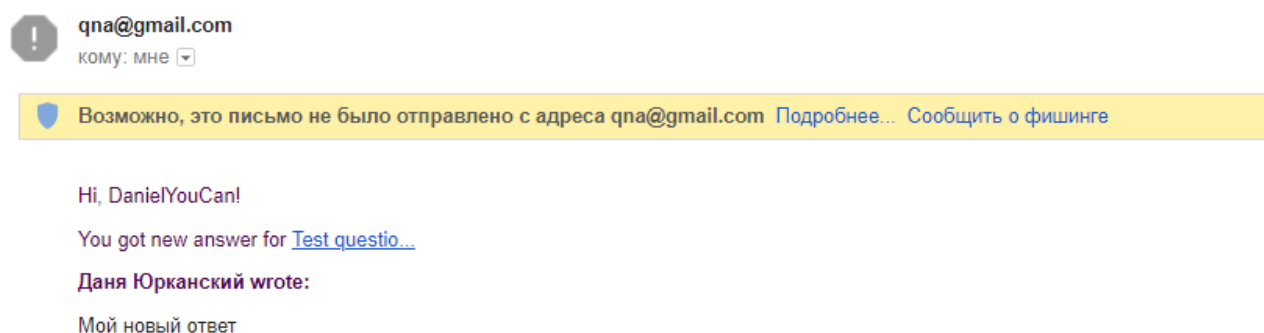 qna@gmail.com
кому: мне
Возможно, это письмо не было отправлено с адреса qna@gmail.com Подробнее... Сообщить о фишинге
Hi, DanielYouCan!
You got new answer for Test questio...
Даня Юрканский wrote:
Мой новый ответ